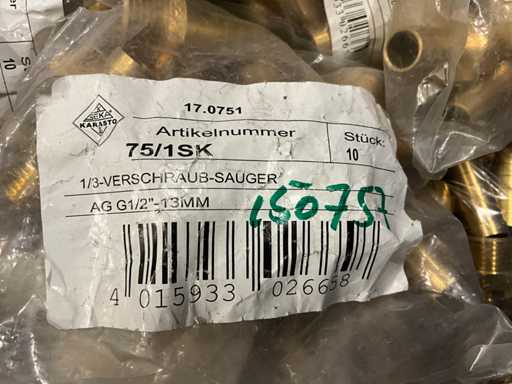 GEKA
KARASTO
17.0751
Artikelnummer
75/1SK
Stück:
10
1/3-VERSCHRAUB-SAUGER
AG G1/2"-13MM
150757
4 015933 026658